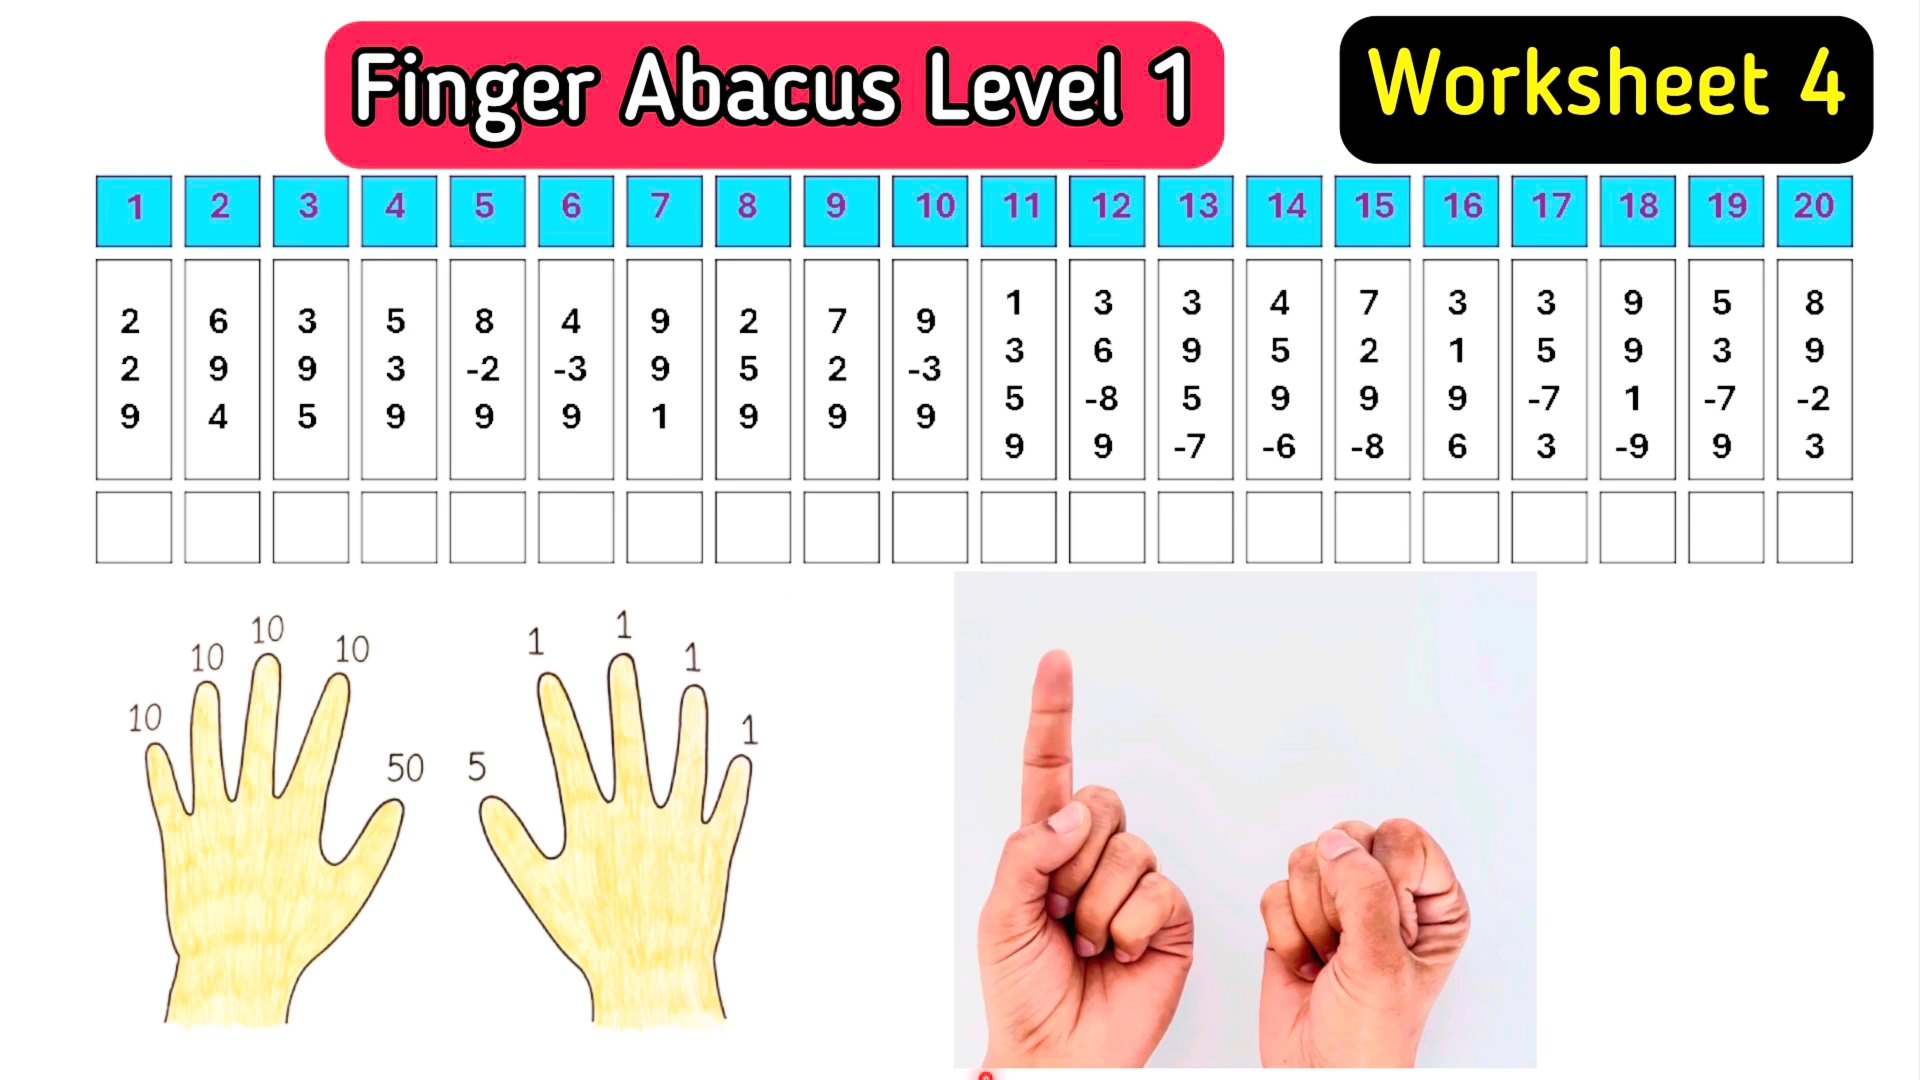 Finger Abacus Level 1
Worksheet 4
1 2 3 4 5 6 7 8 9 10 11 12 13 14 15 16 17 18 19 20
2 6 3 5 8 4 9 2 7 9 1 3 3 4 7 3 3 9 5 8
2 9 9 3 -2 -3 9 5 2 -3 3 6 9 5 2 1 5 9 3 9
9 4 5 9 9 9 1 9 9 9 5 -8 5 9 9 9 -7 1 -7 -2
9 9 -7 -6 -8 6 3 -9 9 3
10 10 10 10 50
5 1 1 1 1